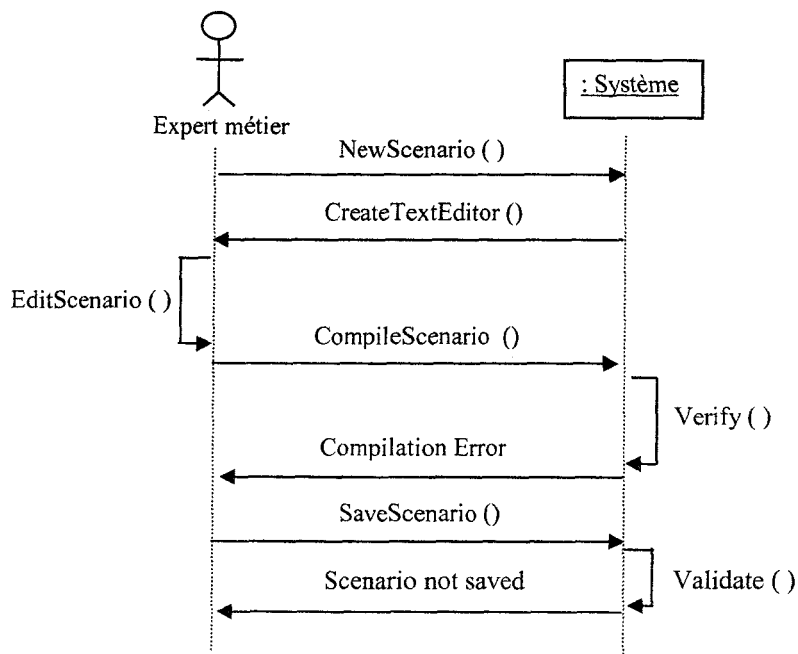 : Système
Expert métier
NewScenario ( )
CreateTextEditor ()
EditScenario ( )
CompileScenario ()
Verify ( )
Compilation Error
SaveScenario ()
Scenario not saved
Validate ( )